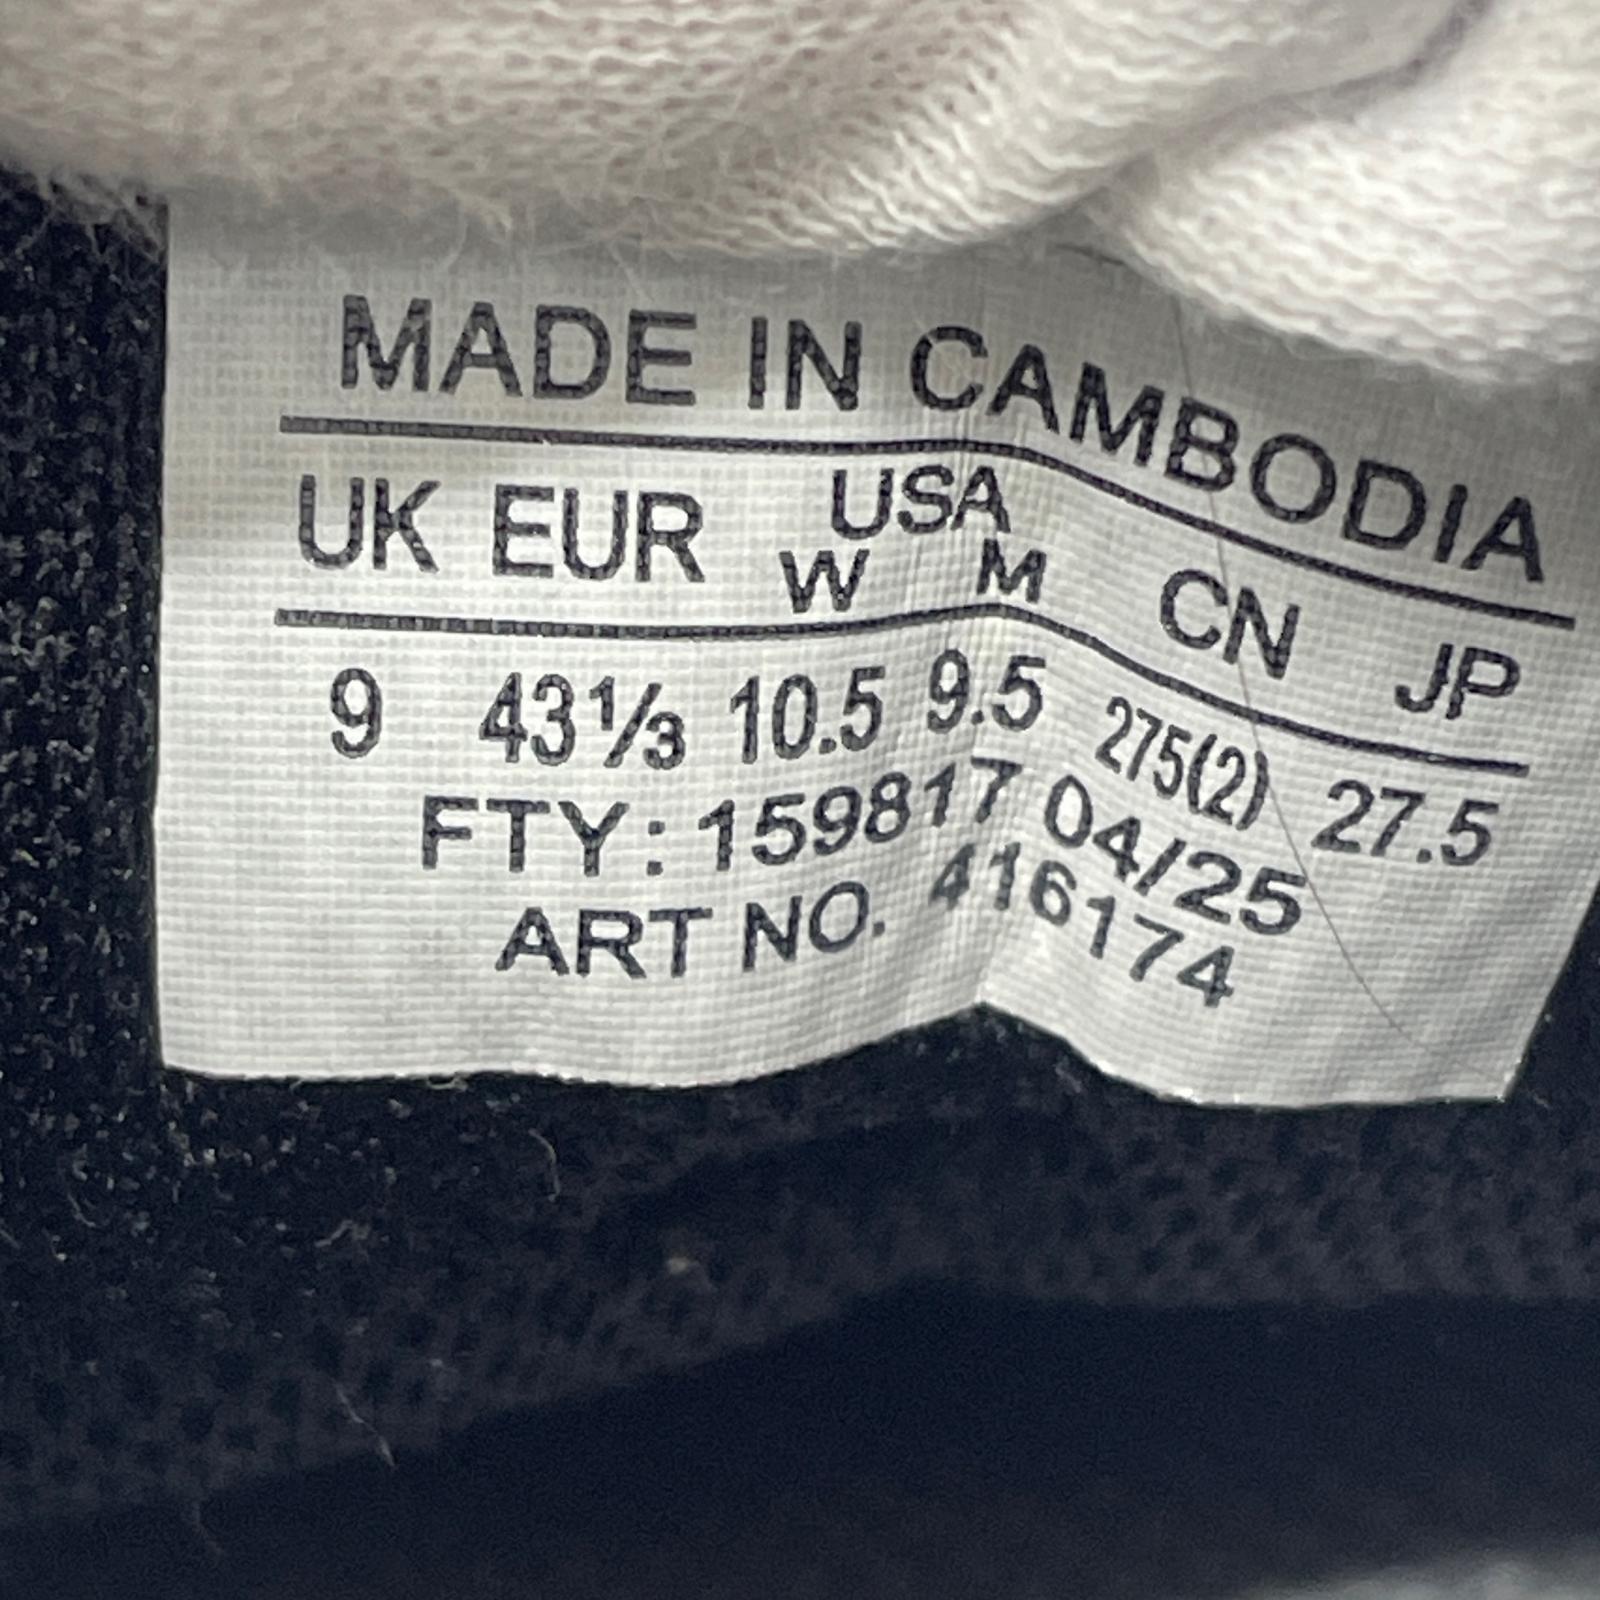 MADE IN CAMBODIA
UK EUR USA CN JP
W M
9 43⅓ 10.5 9.5 275(2) 27.5
FTY: 159817 04/25
ART NO. 416174